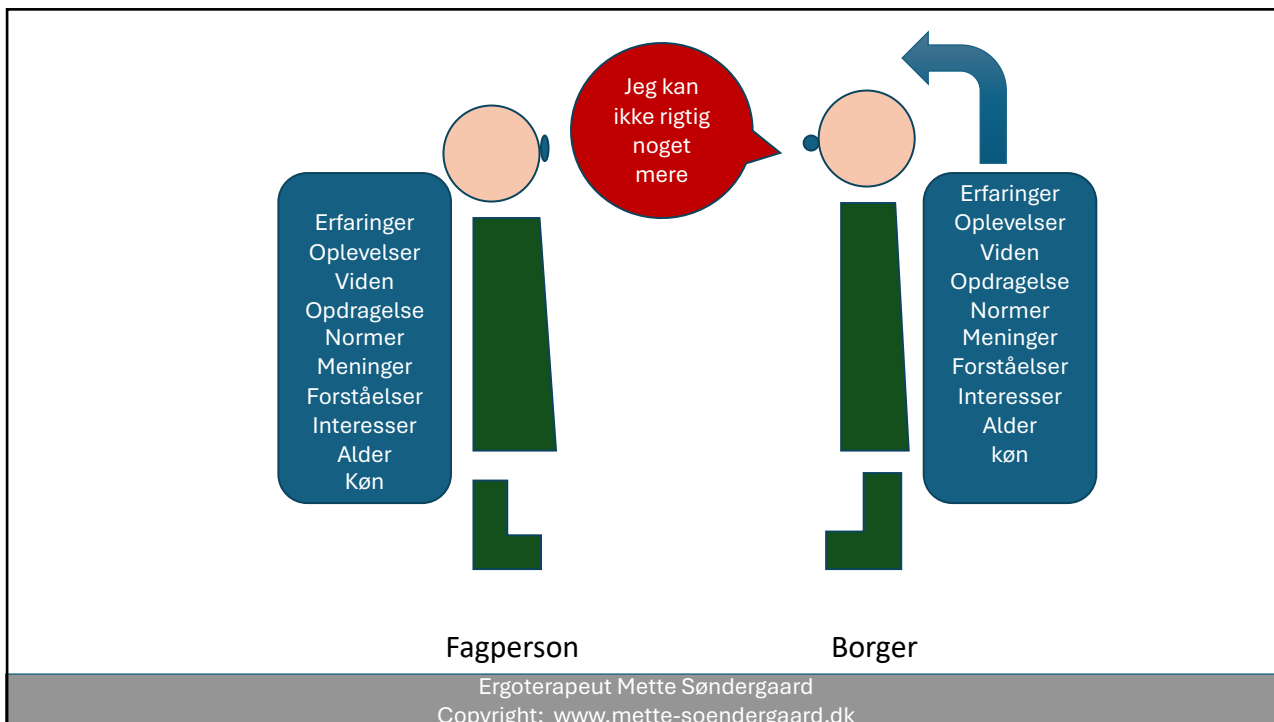 Jeg kan
ikke rigtig
noget
mere
Erfaringer
Oplevelser
Viden
Opdragelse
Normer
Meninger
Forståelser
Interesser
Alder
Køn
Erfaringer
Oplevelser
Viden
Opdragelse
Normer
Meninger
Forståelser
Interesser
Alder
køn
Fagperson
Borger
Ergoterapeut Mette Søndergaard
Copyright: www.mette-soendergaard.dk